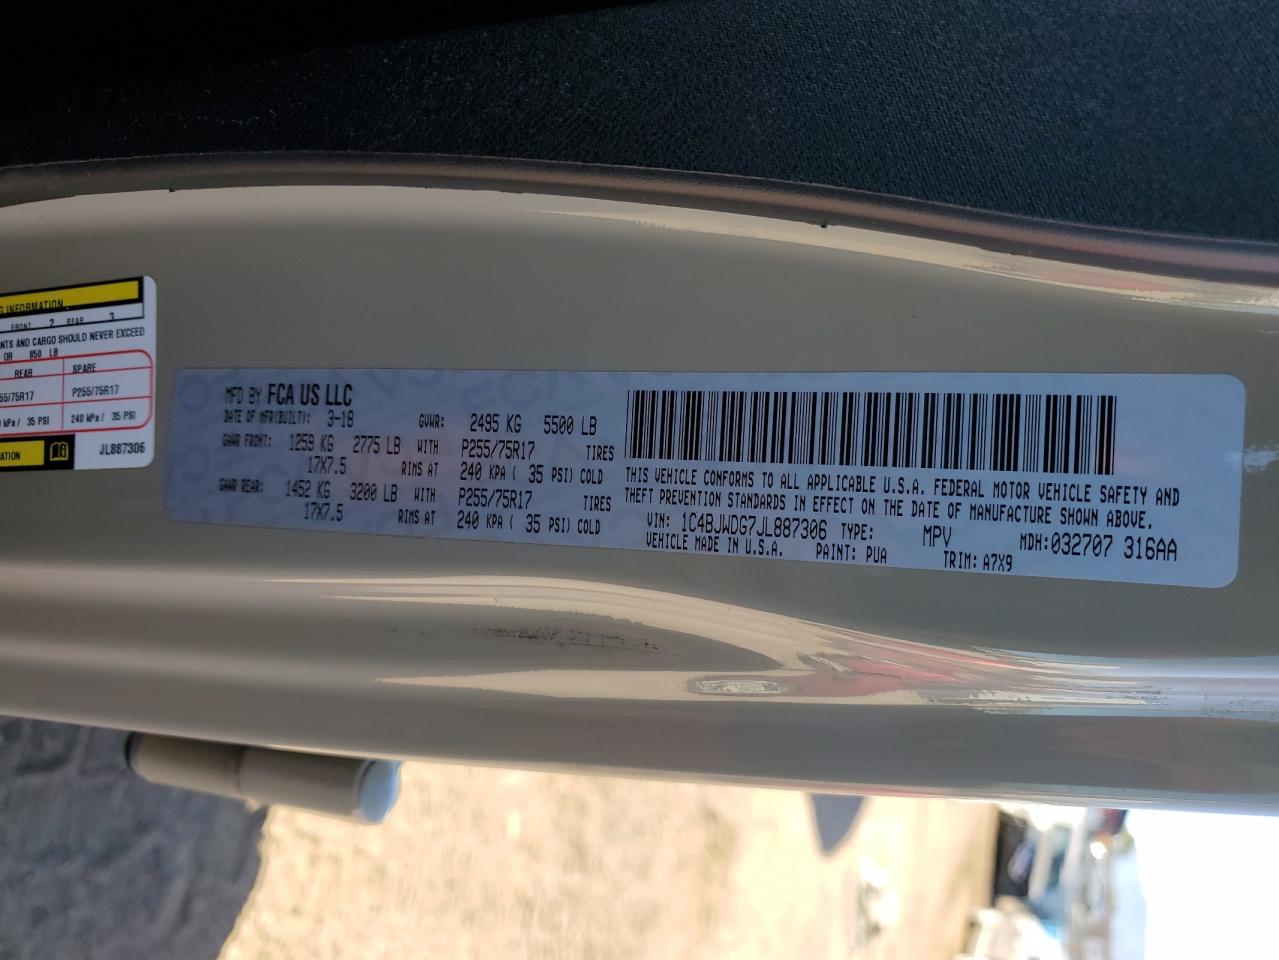 G INFORMATION
FRONT 2 REAR 3
NTS AND CARGO SHOULD NEVER EXCEED
OR 850 LB
REAR SPARE
55/75R17 P255/75R17
kPa / 35 PSI 240 kPa / 35 PSI
ATION JL887306
MFD BY FCA US LLC
DATE OF MFR(BUILT): 3-18 GVWR: 2495 KG 5500 LB
GAWR FRONT: 1259 KG 2775 LB WITH P255/75R17 TIRES
17X7.5 RIMS AT 240 KPA ( 35 PSI) COLD
GAWR REAR: 1452 KG 3200 LB WITH P255/75R17 TIRES
17X7.5 RIMS AT 240 KPA ( 35 PSI) COLD
THIS VEHICLE CONFORMS TO ALL APPLICABLE U.S.A. FEDERAL MOTOR VEHICLE SAFETY AND
THEFT PREVENTION STANDARDS IN EFFECT ON THE DATE OF MANUFACTURE SHOWN ABOVE.
VIN: 1C4BJWDG7JL887306 TYPE: MPV MDH:032707 316AA
VEHICLE MADE IN U.S.A. PAINT: PUA TRIM: A7X9